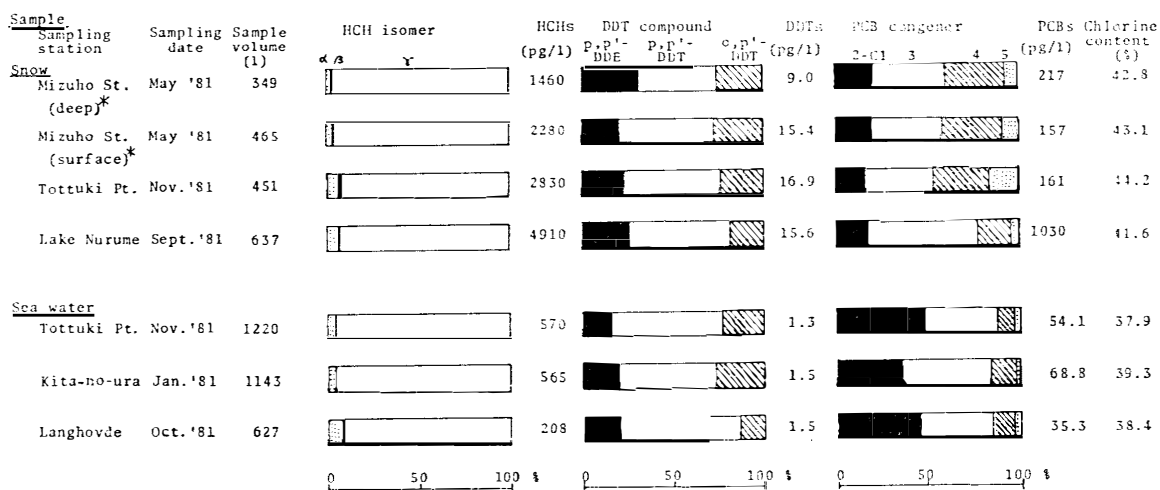 Sample HCH isomer HCHs DDT compound DDTs PCB congener PCBs Chlorine
Sampling Sampling Sample (pg/l) p,p'- p,p'- o,p'- (pg/l) 2-Cl 3 4 5 (pg/l) content
station date volume α β γ DDE DDT DDT (%)
(l)
Snow
Mizuho St. May '81 349 1460 9.0 217 42.8
(deep)*
Mizuho St. May '81 465 2280 15.4 157 43.1
(surface)*
Tottuki Pt. Nov.'81 451 2830 16.9 161 44.2
Lake Nurume Sept.'81 637 4910 15.6 1030 41.6
Sea water
Tottuki Pt. Nov.'81 1220 570 1.3 54.1 37.9
Kita-no-ura Jan.'81 1143 565 1.5 68.8 39.3
Langhovde Oct.'81 627 208 1.5 35.3 38.4
0 50 100 % 0 50 100 % 0 50 100 %